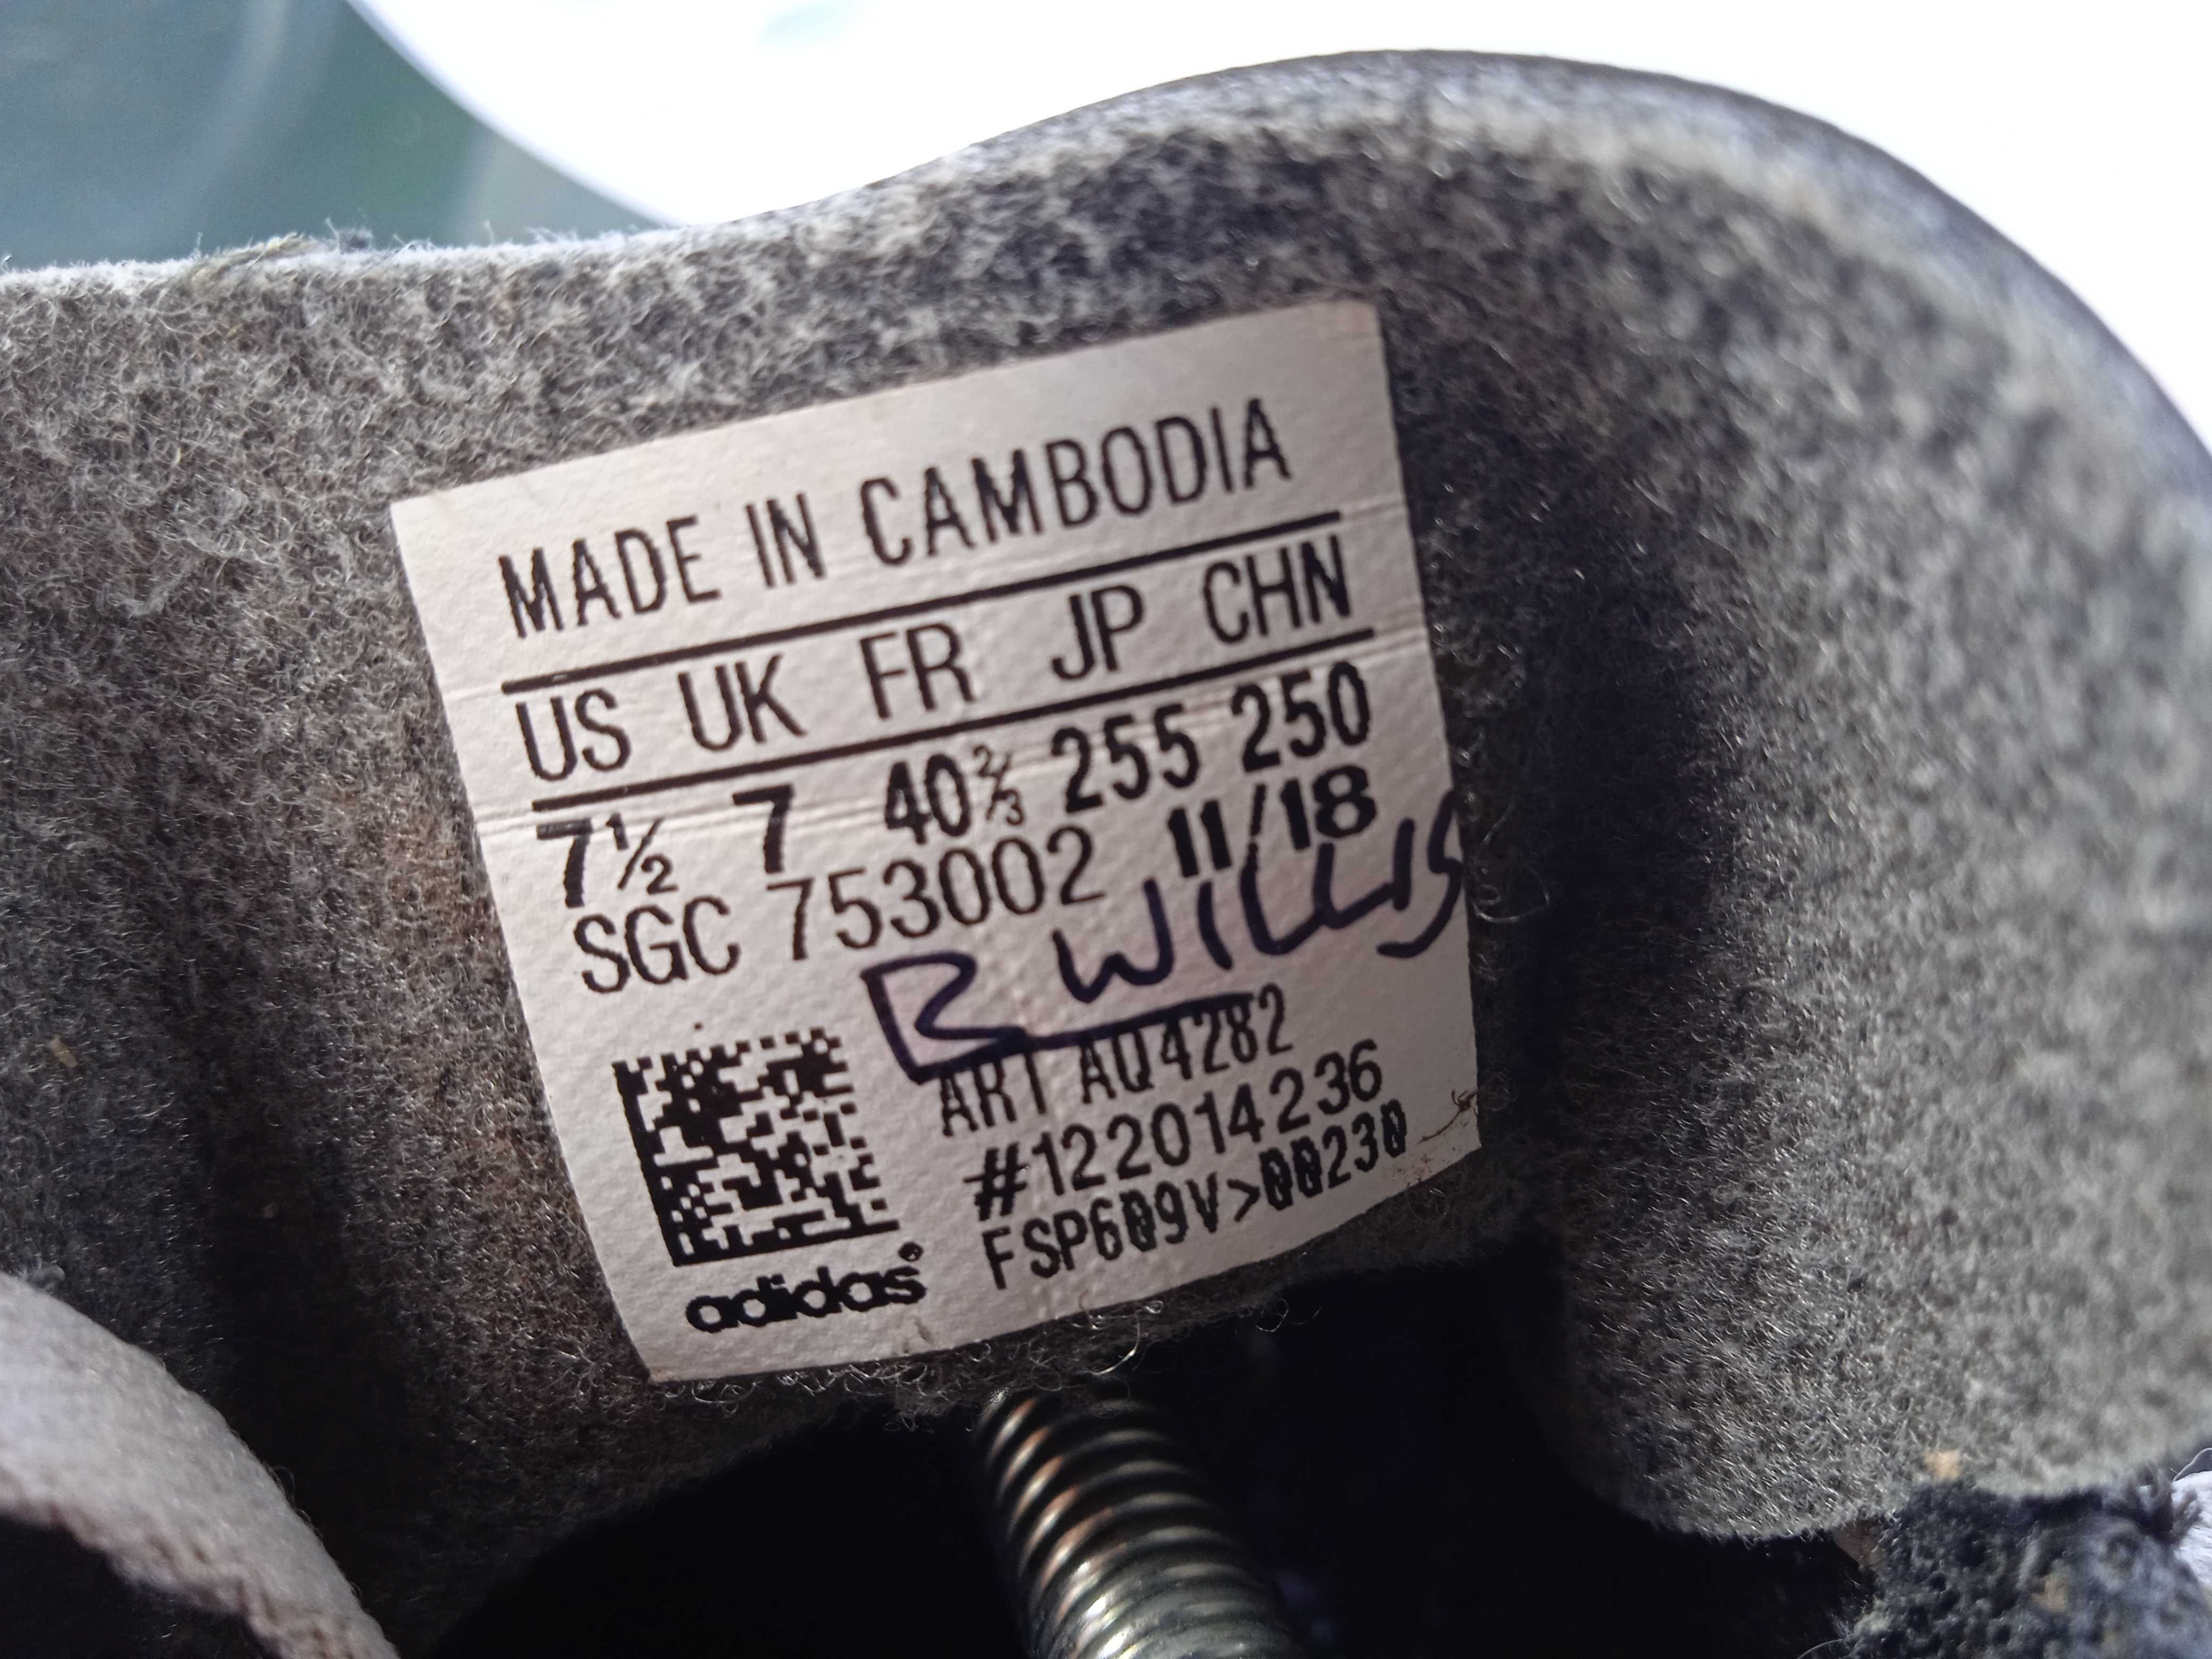 MADE IN CAMBODIA
US UK FR JP CHN
7½ 7 40⅔ 255 250
SGC 753002 11/18
B WILLIS
ART AQ4282
#122014236
FSP609V>00230
adidas®